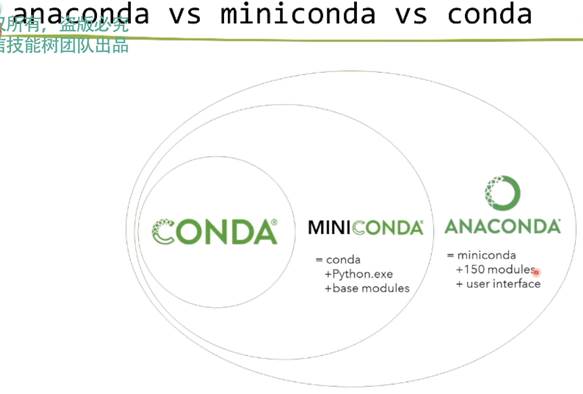 anaconda vs miniconda vs conda
权所有，盗版必究
信技能树团队出品
CONDA®
MINICONDA®
= conda
+Python.exe
+base modules
ANACONDA®
= miniconda
+150 modules
+ user interface